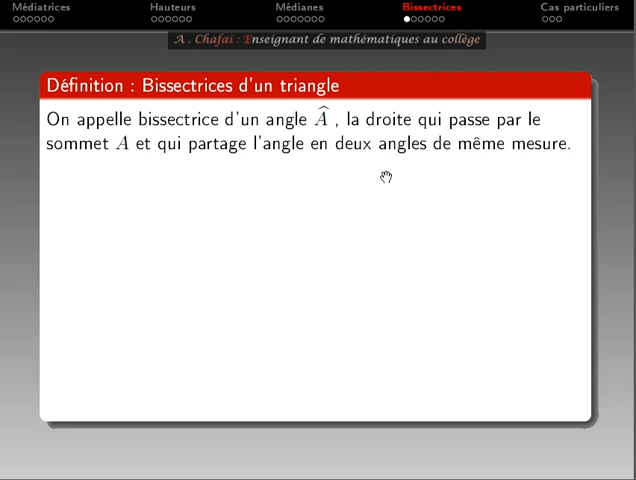 Médiatrices Hauteurs Médianes Bissectrices Cas particuliers
A . Chafai : Enseignant de mathématiques au collège
Définition : Bissectrices d'un triangle
On appelle bissectrice d'un angle Â , la droite qui passe par le
sommet A et qui partage l'angle en deux angles de même mesure.